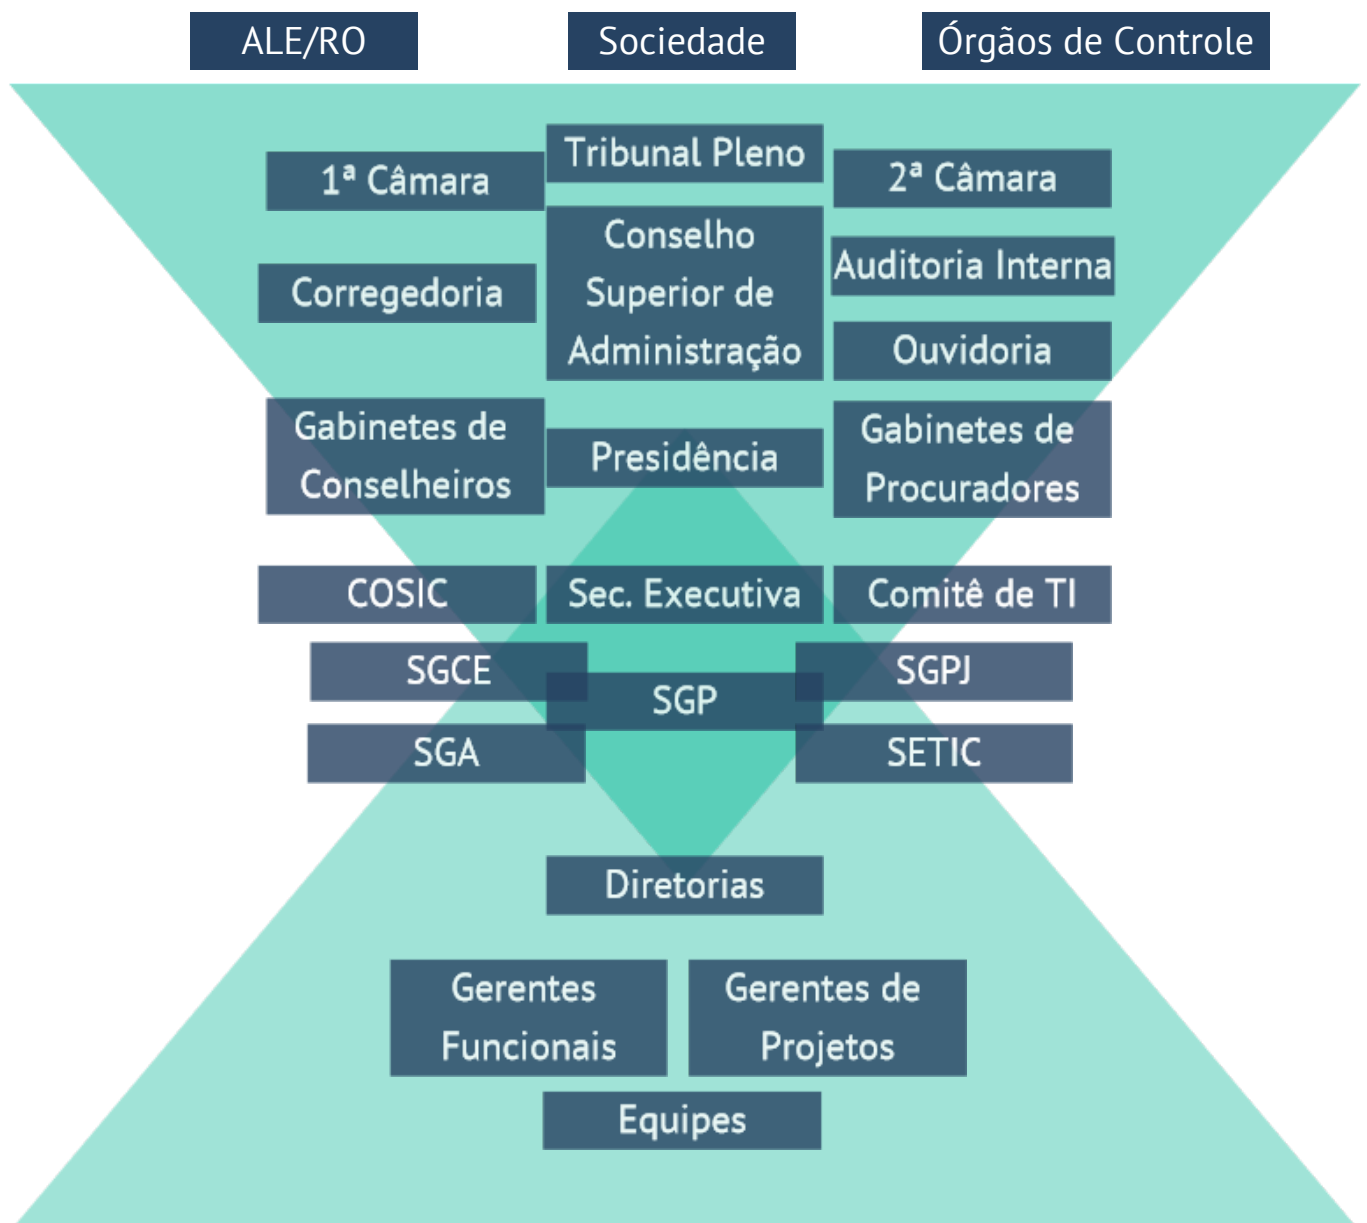 ALE/RO
Sociedade
Órgãos de Controle
Tribunal Pleno
1ª Câmara
2ª Câmara
Conselho
Superior de
Administração
Corregedoria
Auditoria Interna
Ouvidoria
Gabinetes de
Conselheiros
Presidência
Gabinetes de
Procuradores
COSIC
Sec. Executiva
Comitê de TI
SGCE
SGP
SGPJ
SGA
SETIC
Diretorias
Gerentes
Funcionais
Gerentes de
Projetos
Equipes